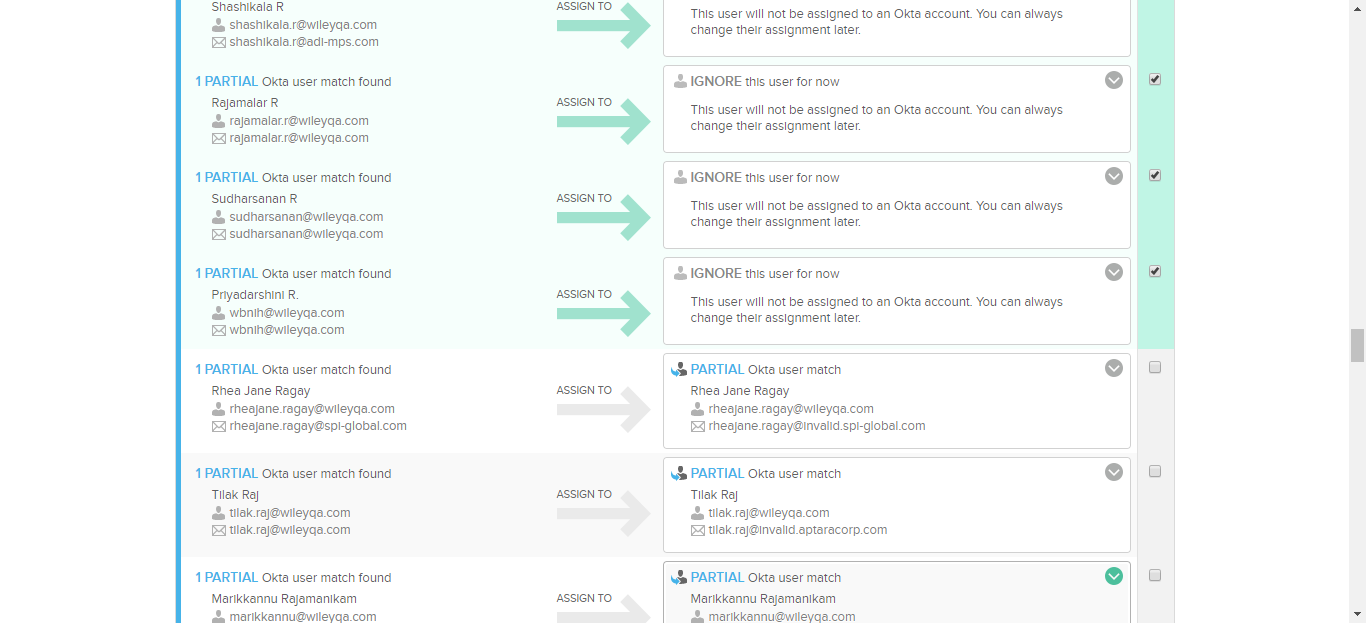 Shashikala R
shashikala.r@wileyqa.com
shashikala.r@adi-mps.com
ASSIGN TO
This user will not be assigned to an Okta account. You can always
change their assignment later.
1 PARTIAL Okta user match found
Rajamalar R
rajamalar.r@wileyqa.com
rajamalar.r@wileyqa.com
ASSIGN TO
IGNORE this user for now
This user will not be assigned to an Okta account. You can always
change their assignment later.
1 PARTIAL Okta user match found
Sudharsanan R
sudharsanan@wileyqa.com
sudharsanan@wileyqa.com
ASSIGN TO
IGNORE this user for now
This user will not be assigned to an Okta account. You can always
change their assignment later.
1 PARTIAL Okta user match found
Priyadarshini R.
wbnih@wileyqa.com
wbnih@wileyqa.com
ASSIGN TO
IGNORE this user for now
This user will not be assigned to an Okta account. You can always
change their assignment later.
1 PARTIAL Okta user match found
Rhea Jane Ragay
rheajane.ragay@wileyqa.com
rheajane.ragay@spi-global.com
ASSIGN TO
PARTIAL Okta user match
Rhea Jane Ragay
rheajane.ragay@wileyqa.com
rheajane.ragay@invalid.spi-global.com
1 PARTIAL Okta user match found
Tilak Raj
tilak.raj@wileyqa.com
tilak.raj@wileyqa.com
ASSIGN TO
PARTIAL Okta user match
Tilak Raj
tilak.raj@wileyqa.com
tilak.raj@invalid.aptaracorp.com
1 PARTIAL Okta user match found
Marikkannu Rajamanikam
marikkannu@wileyqa.com
ASSIGN TO
PARTIAL Okta user match
Marikkannu Rajamanikam
marikkannu@wileyqa.com